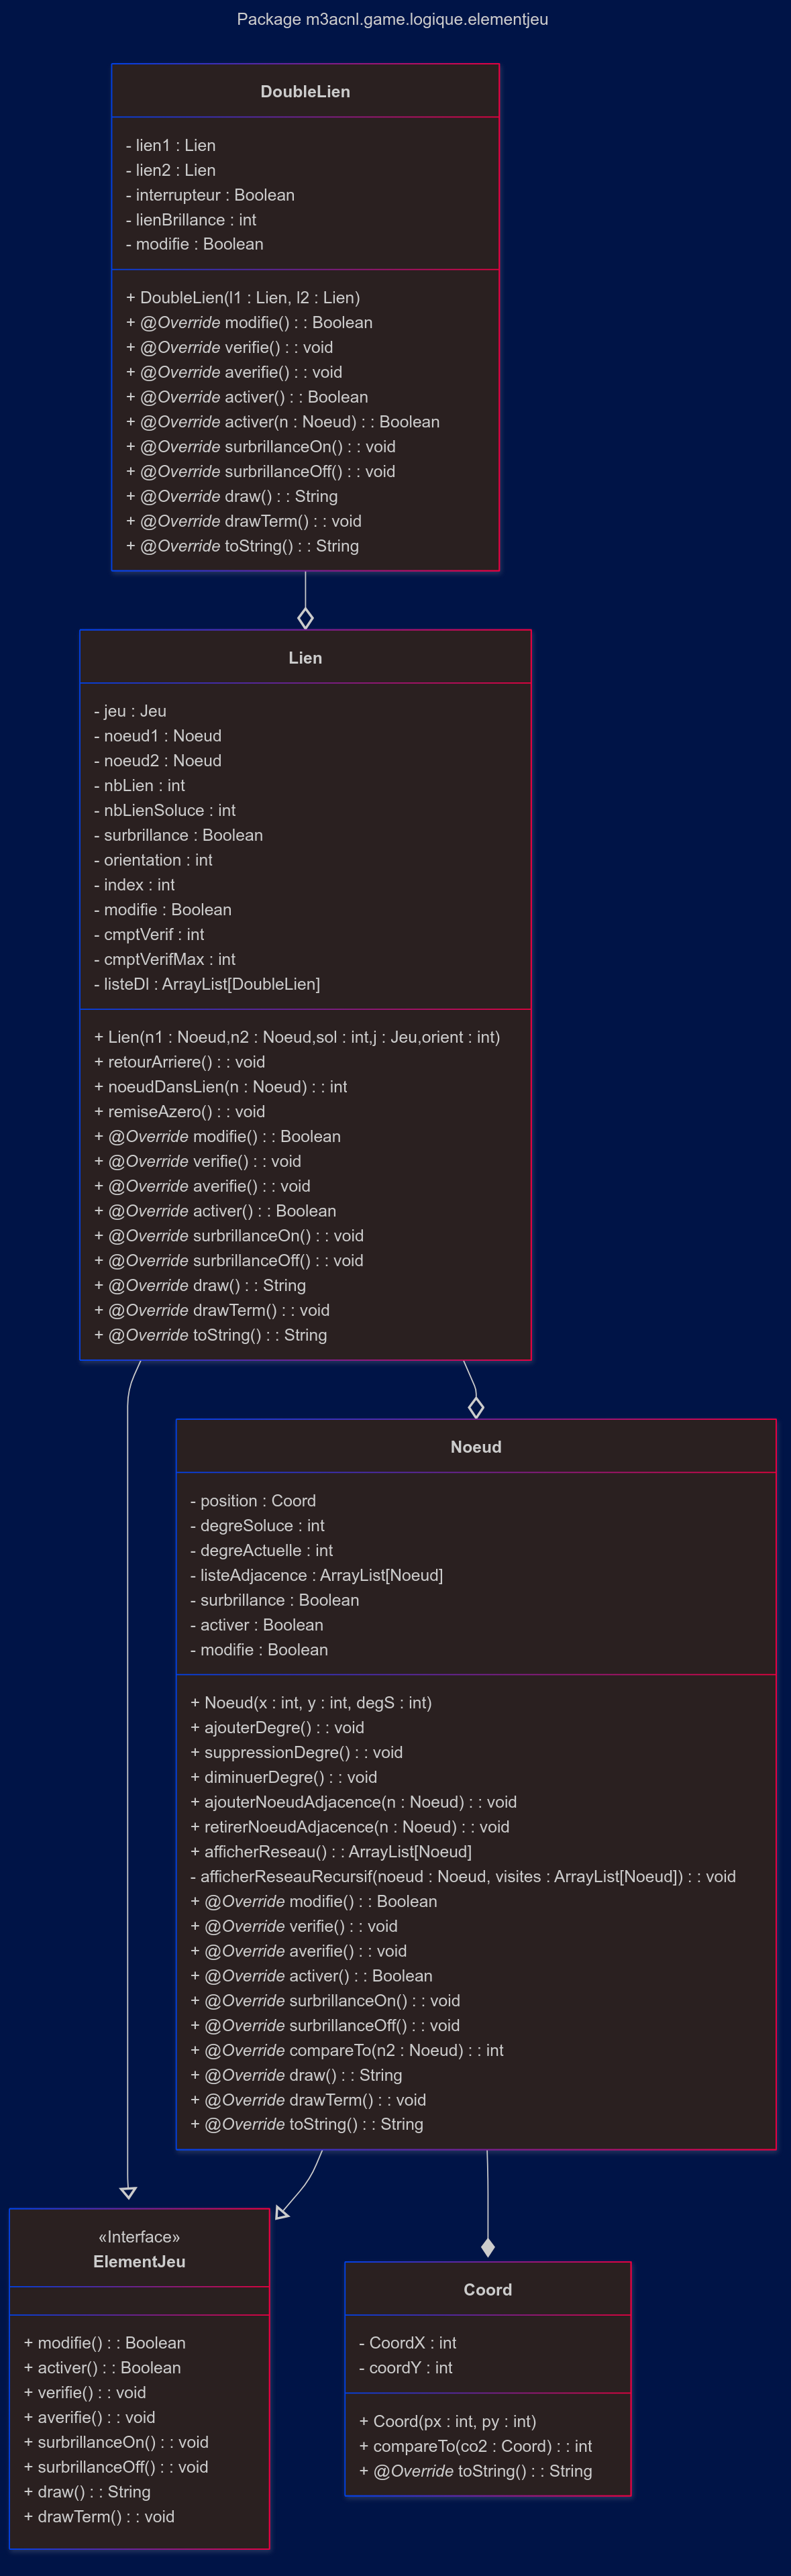 Package m3acnl.game.logique.elementjeu
DoubleLien
- lien1 : Lien
- lien2 : Lien
- interrupteur : Boolean
- lienBrillance : int
- modifie : Boolean
+ DoubleLien(l1 : Lien, l2 : Lien)
+ @Override modifie() : : Boolean
+ @Override verifie() : : void
+ @Override averifie() : : void
+ @Override activer() : : Boolean
+ @Override activer(n : Noeud) : : Boolean
+ @Override surbrillanceOn() : : void
+ @Override surbrillanceOff() : : void
+ @Override draw() : : String
+ @Override drawTerm() : : void
+ @Override toString() : : String
Lien
- jeu : Jeu
- noeud1 : Noeud
- noeud2 : Noeud
- nbLien : int
- nbLienSoluce : int
- surbrillance : Boolean
- orientation : int
- index : int
- modifie : Boolean
- cmptVerif : int
- cmptVerifMax : int
- listeDl : ArrayList[DoubleLien]
+ Lien(n1 : Noeud,n2 : Noeud,sol : int,j : Jeu,orient : int)
+ retourArriere() : : void
+ noeudDansLien(n : Noeud) : : int
+ remiseAzero() : : void
+ @Override modifie() : : Boolean
+ @Override verifie() : : void
+ @Override averifie() : : void
+ @Override activer() : : Boolean
+ @Override surbrillanceOn() : : void
+ @Override surbrillanceOff() : : void
+ @Override draw() : : String
+ @Override drawTerm() : : void
+ @Override toString() : : String
Noeud
- position : Coord
- degreSoluce : int
- degreActuelle : int
- listeAdjacence : ArrayList[Noeud]
- surbrillance : Boolean
- activer : Boolean
- modifie : Boolean
+ Noeud(x : int, y : int, degS : int)
+ ajouterDegre() : : void
+ suppressionDegre() : : void
+ diminuerDegre() : : void
+ ajouterNoeudAdjacence(n : Noeud) : : void
+ retirerNoeudAdjacence(n : Noeud) : : void
+ afficherReseau() : : ArrayList[Noeud]
- afficherReseauRecursif(noeud : Noeud, visites : ArrayList[Noeud]) : : void
+ @Override modifie() : : Boolean
+ @Override verifie() : : void
+ @Override averifie() : : void
+ @Override activer() : : Boolean
+ @Override surbrillanceOn() : : void
+ @Override surbrillanceOff() : : void
+ @Override compareTo(n2 : Noeud) : : int
+ @Override draw() : : String
+ @Override drawTerm() : : void
+ @Override toString() : : String
«Interface»
ElementJeu
+ modifie() : : Boolean
+ activer() : : Boolean
+ verifie() : : void
+ averifie() : : void
+ surbrillanceOn() : : void
+ surbrillanceOff() : : void
+ draw() : : String
+ drawTerm() : : void
Coord
- CoordX : int
- coordY : int
+ Coord(px : int, py : int)
+ compareTo(co2 : Coord) : : int
+ @Override toString() : : String